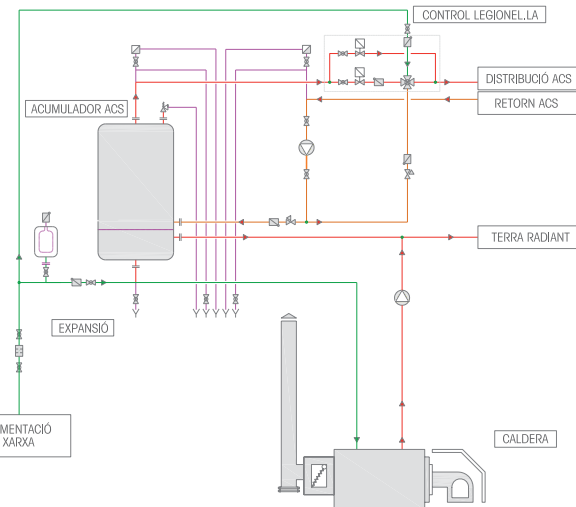 CONTROL LEGIONEL.LA
DISTRIBUCIÓ ACS
ACUMULADOR ACS
RETORN ACS
TERRA RADIANT
EXPANSIÓ
MENTACIÓ
XARXA
CALDERA